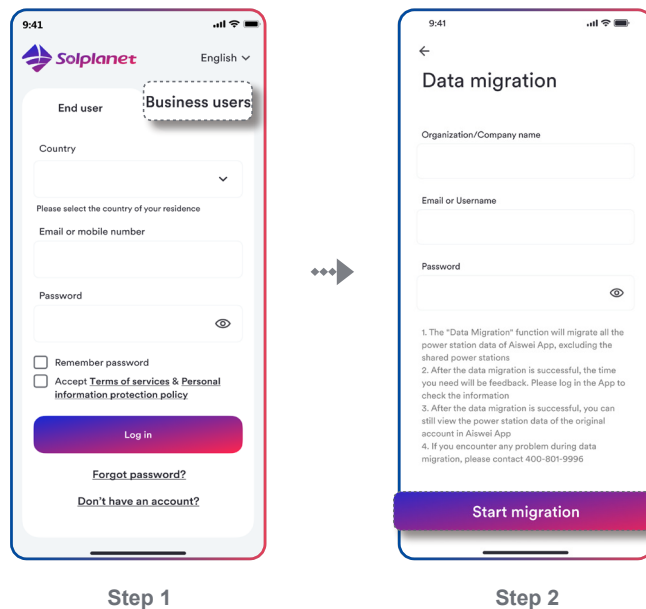 9:41
Solplanet
English
End user
Business users
Country
Please select the country of your residence
Email or mobile number
Password
Remember password
Accept Terms of services & Personal
information protection policy
Log in
Forgot password?
Don't have an account?
Step 1
9:41
Data migration
Organization/Company name
Email or Username
Password
1. The "Data Migration" function will migrate all the
power station data of Aiswei App, excluding the
shared power stations
2. After the data migration is successful, the time
you need will be feedback. Please log in the App to
check the information
3. After the data migration is successful, you can
still view the power station data of the original
account in Aiswei App
4. If you encounter any problem during data
migration, please contact 400-801-9996
Start migration
Step 2